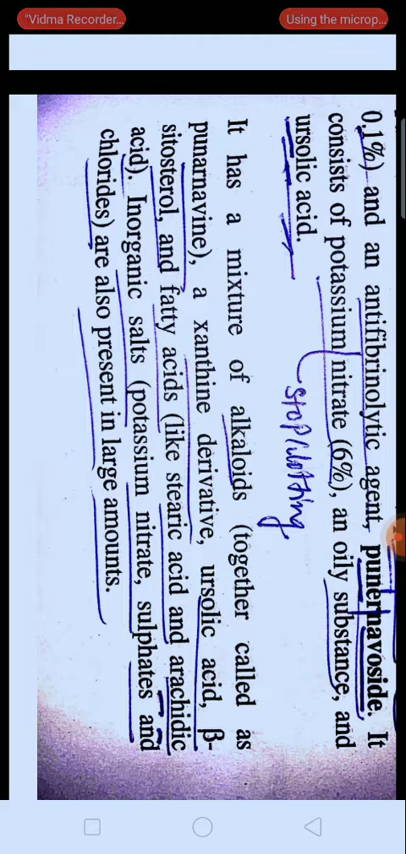 "Vidma Recorder...
Using the microp...
0.1%) and an antifibrinolytic agent, punernavoside. It
consists of potassium nitrate (6%), an oily substance, and
ursolic acid.
stop clotting
It has a mixture of alkaloids (together called as
punarnavine), a xanthine derivative, ursolic acid, β-
sitosterol, and fatty acids (like stearic acid and arachidic
acid). Inorganic salts (potassium nitrate, sulphates and
chlorides) are also present in large amounts.